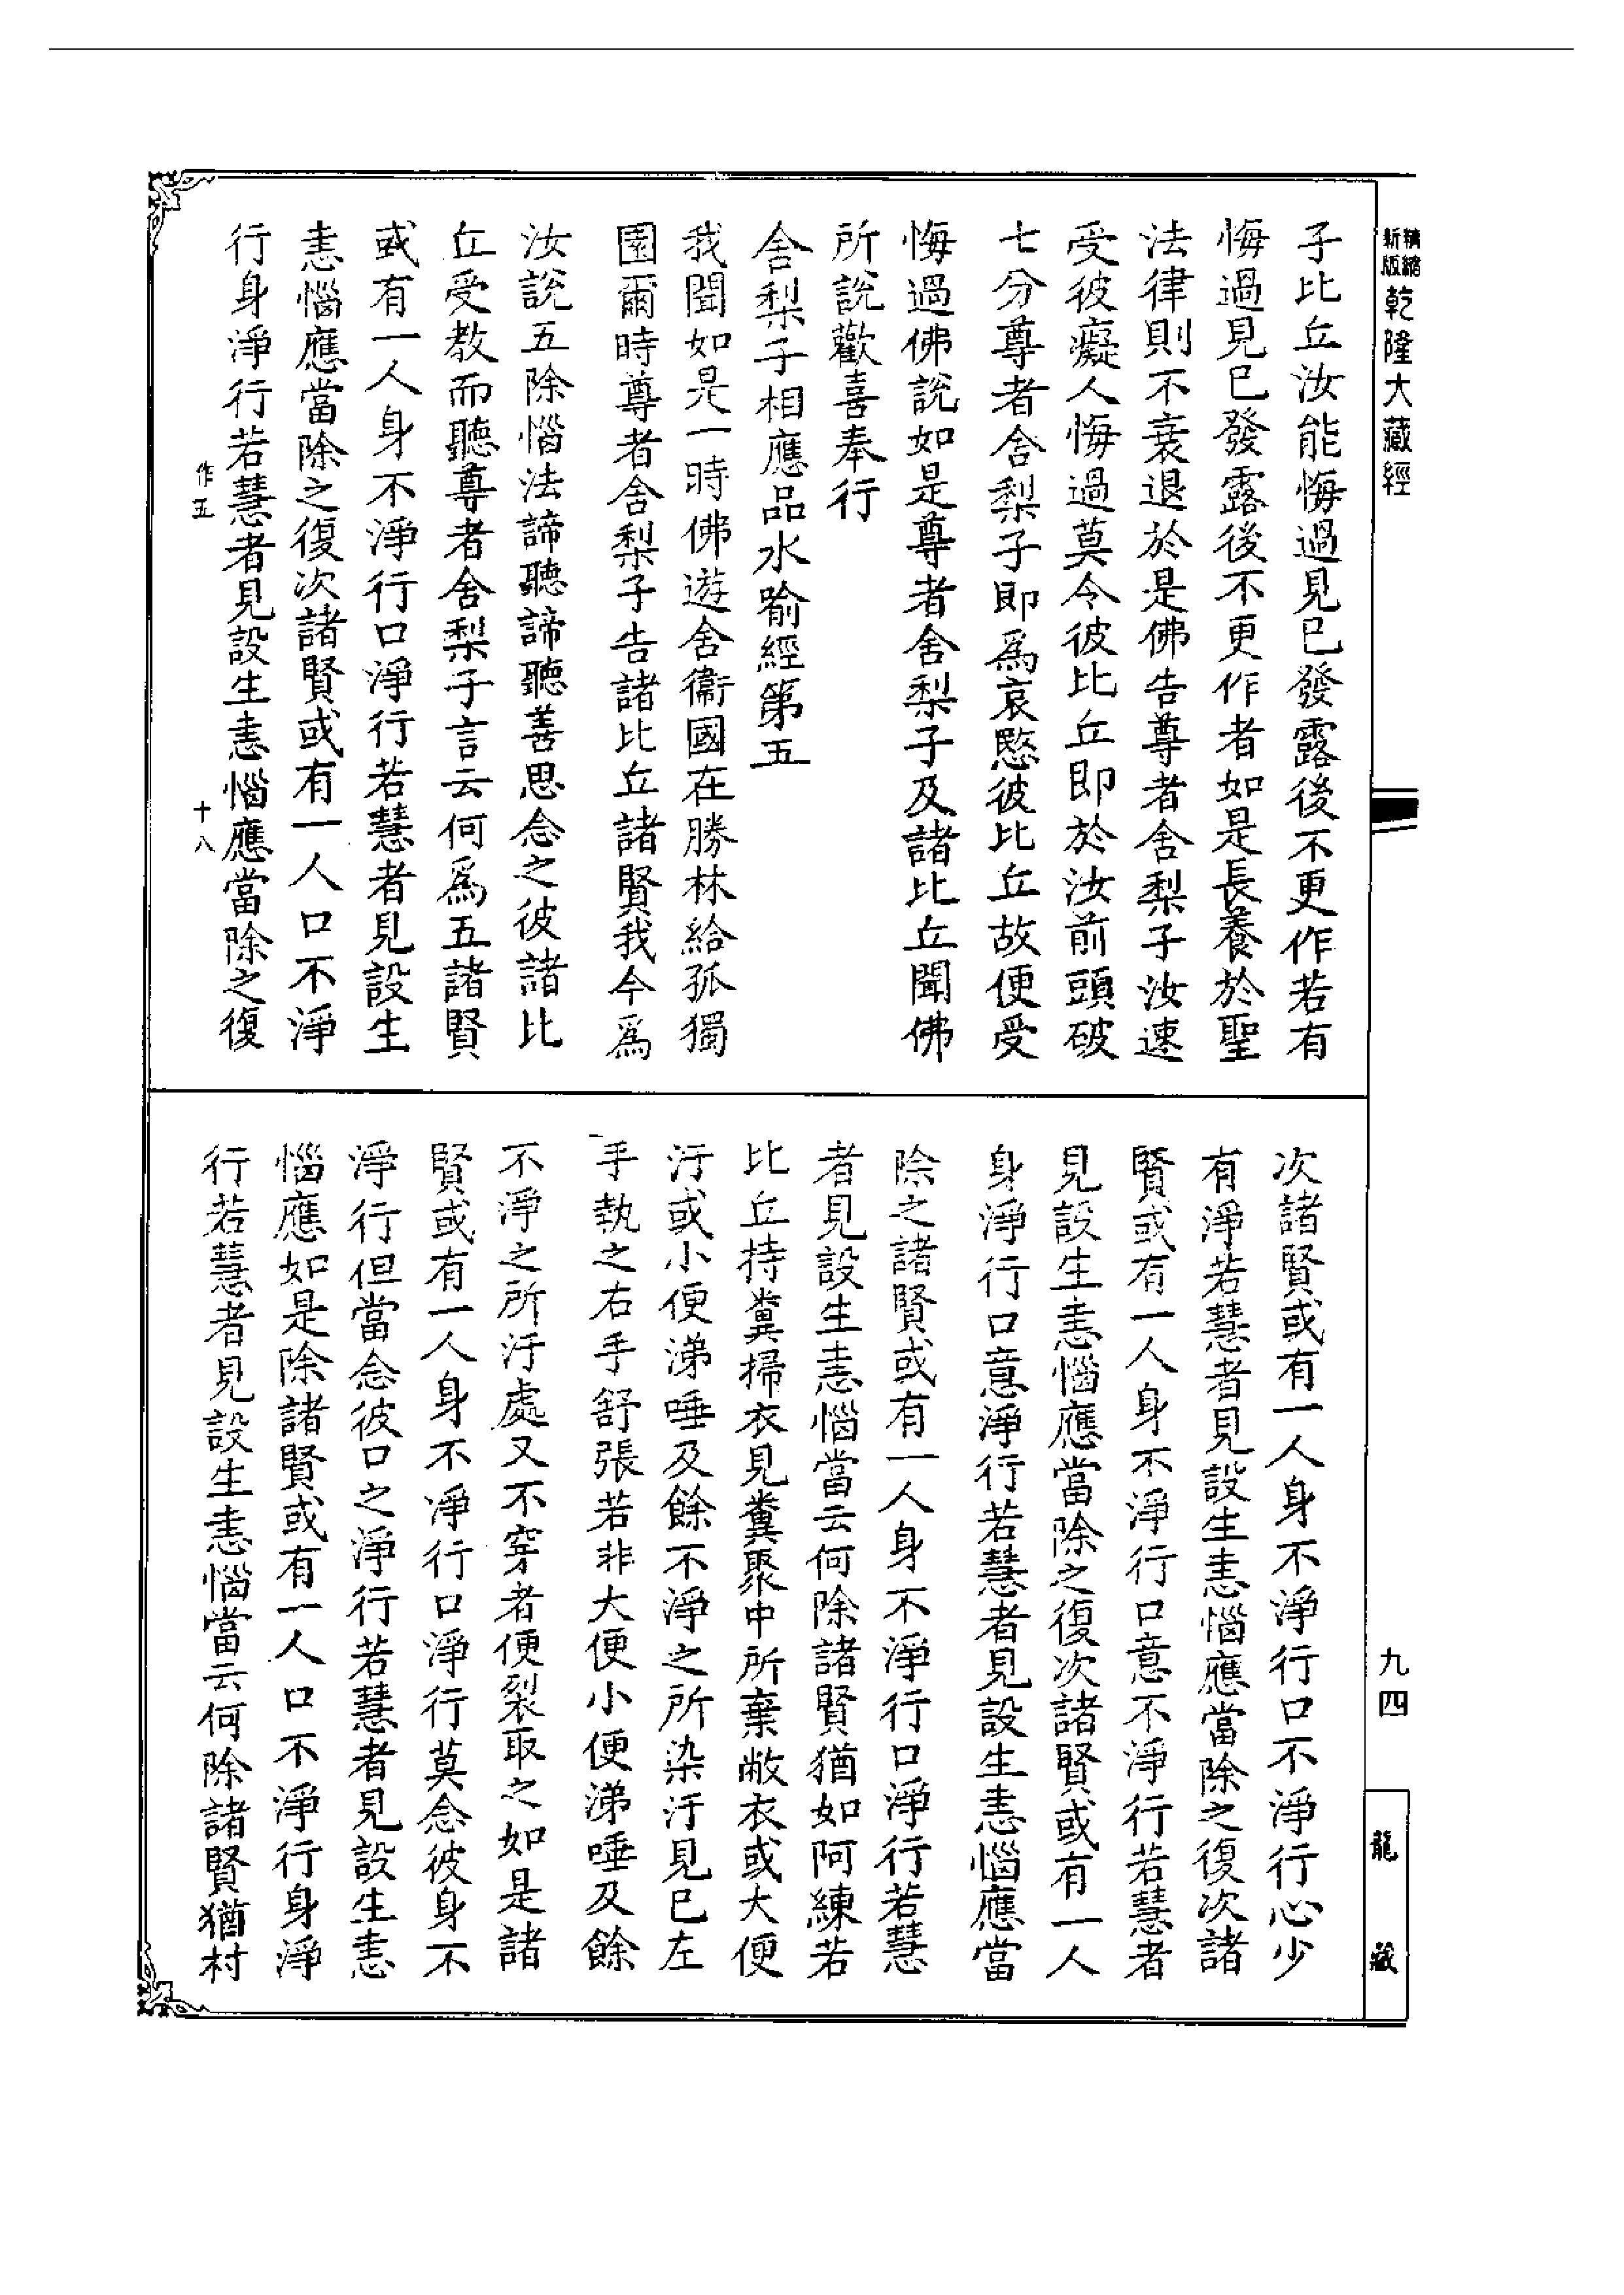 精縮新版乾隆大藏經
子比丘汝能悔過見已發露後不更作若有
悔過見已發露後不更作者如是長養於聖
法律則不衰退於是佛告尊者舍梨子汝速
受彼癡人悔過莫令彼比丘即於汝前頭破
七分尊者舍梨子即爲哀愍彼比丘故便受
悔過佛說如是尊者舍梨子及諸比丘聞佛
所說歡喜奉行
舍梨子相應品水喻經第五
我聞如是一時佛遊舍衞國在勝林給孤獨
園爾時尊者舍梨子告諸比丘諸賢我今爲
汝說五除惱法諦聽諦聽善思念之彼諸比
丘受教而聽尊者舍梨子言云何爲五諸賢
或有一人身不淨行口淨行若慧者見設生
恚惱應當除之復次諸賢或有一人口不淨
行身淨行若慧者見設生恚惱應當除之復
作五 十八
次諸賢或有一人身不淨行口不淨行心少
有淨若慧者見設生恚惱應當除之復次諸
賢或有一人身不淨行口意不淨行若慧者
見設生恚惱應當除之復次諸賢或有一人
身淨行口意淨行若慧者見設生恚惱應當
除之諸賢或有一人身不淨行口淨行若慧
者見設生恚惱當云何除諸賢猶如阿練若
比丘持糞掃衣見糞聚中所棄敝衣或大便
汙或小便涕唾及餘不淨之所染汙見已左
手執之右手舒張若非大便小便涕唾及餘
不淨之所汙處又不穿者便裂取之如是諸
賢或有一人身不淨行口淨行莫念彼身不
淨行但當念彼口之淨行若慧者見設生恚
惱應如是除諸賢或有一人口不淨行身淨
行若慧者見設生恚惱當云何除諸賢猶村
九四
龍藏